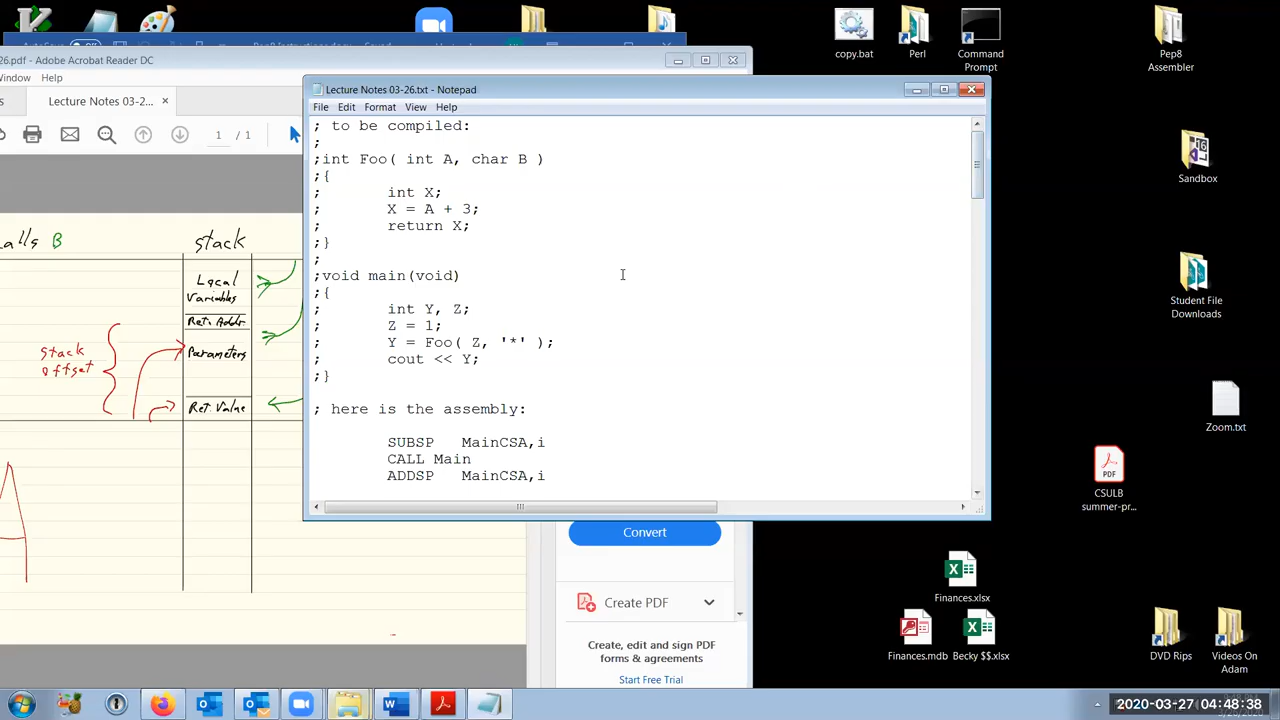 copy.bat
Perl
Command
Prompt
Pep8
Assembler
26.pdf - Adobe Acrobat Reader DC
Window Help
Lecture Notes 03-2... ×
1 / 1
Lecture Notes 03-26.txt - Notepad
File Edit Format View Help
; to be compiled:
;
;int Foo( int A, char B )
;{
; int X;
; X = A + 3;
; return X;
;}
;
;void main(void)
;{
; int Y, Z;
; Z = 1;
; Y = Foo( Z, '*' );
; cout << Y;
;}
; here is the assembly:
SUBSP MainCSA,i
CALL Main
ADDSP MainCSA,i
alls B
stack
Local
Variables
Ret. Addr.
Parameters
stack
offset
Ret. Value
Convert
Create PDF
Create, edit and sign PDF
forms & agreements
Start Free Trial
Sandbox
Student File
Downloads
Zoom.txt
PDF
CSULB
summer-pr...
Finances.xlsx
Finances.mdb
Becky $$.xlsx
DVD Rips
Videos On
Adam
2020-03-27 04:48:38